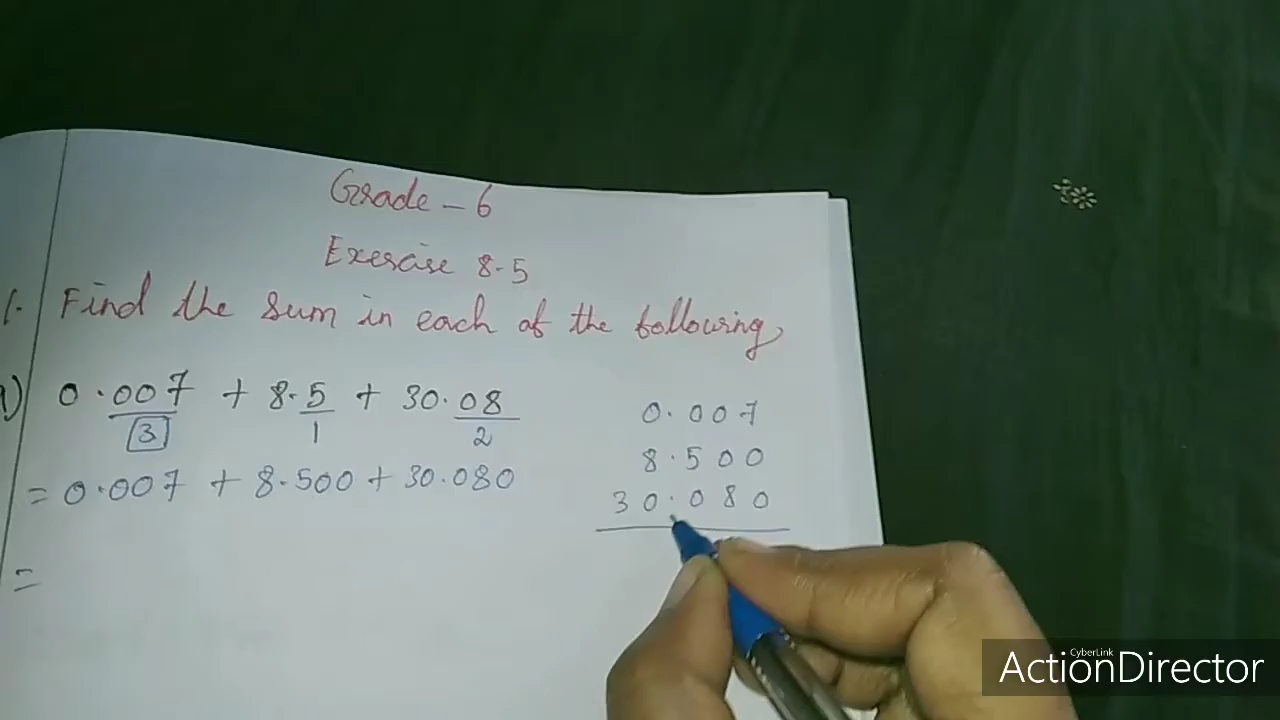 Grade - 6
Exercise 8.5
1. Find the sum in each of the following
a) 0.007 + 8.5 + 30.08
3 1 2
= 0.007 + 8.500 + 30.080
=
0.007
8.500
30.080
CyberLink
ActionDirector